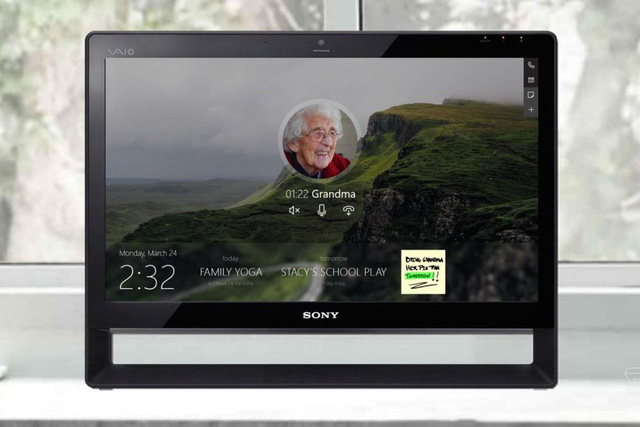 VAIO
01:22 Grandma
Monday, March 24
2:32
today
FAMILY YOGA
tomorrow
STACY'S SCHOOL PLAY
BRING GRANDMA
HER PIE PAN
TOMORROW!!
SONY